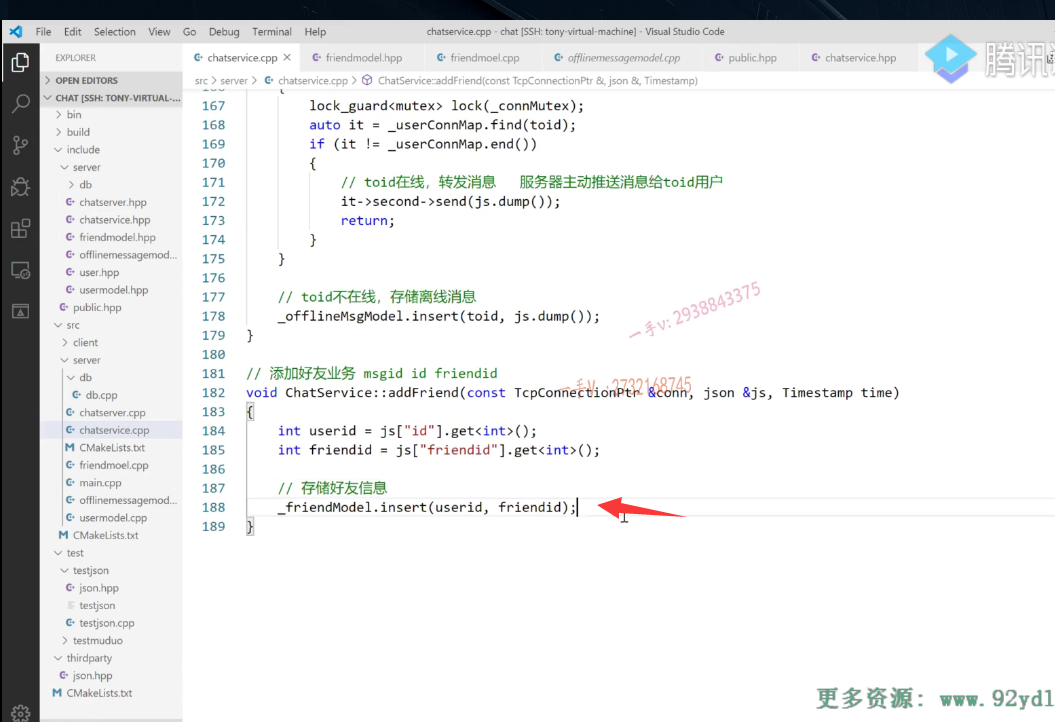 File Edit Selection View Go Debug Terminal Help
chatservice.cpp - chat [SSH: tony-virtual-machine] - Visual Studio Code
EXPLORER
chatservice.cpp
friendmodel.hpp
friendmoel.cpp
offlinemessagemodel.cpp
public.hpp
chatservice.hpp
腾讯
OPEN EDITORS
CHAT [SSH: TONY-VIRTUAL-...
bin
build
include
server
db
chatserver.hpp
chatservice.hpp
friendmodel.hpp
offlinemessagemod...
user.hpp
usermodel.hpp
public.hpp
src
client
server
db
db.cpp
chatserver.cpp
chatservice.cpp
CMakeLists.txt
friendmoel.cpp
main.cpp
offlinemessagemod...
usermodel.cpp
CMakeLists.txt
test
testjson
json.hpp
testjson
testjson.cpp
testmuduo
thirdparty
json.hpp
CMakeLists.txt
src > server > chatservice.cpp > ChatService::addFriend(const TcpConnectionPtr &, json &, Timestamp)
{
167 lock_guard<mutex> lock(_connMutex);
168 auto it = _userConnMap.find(toid);
169 if (it != _userConnMap.end())
170 {
171 // toid在线，转发消息 服务器主动推送消息给toid用户
172 it->second->send(js.dump());
173 return;
174 }
175 }
176
177 // toid不在线，存储离线消息
178 _offlineMsgModel.insert(toid, js.dump());
179 }
180
181 // 添加好友业务 msgid id friendid
182 void ChatService::addFriend(const TcpConnectionPtr &conn, json &js, Timestamp time)
183 {
184 int userid = js["id"].get<int>();
185 int friendid = js["friendid"].get<int>();
186
187 // 存储好友信息
188 _friendModel.insert(userid, friendid);
189 }
一手v: 2938843375
一手v :2732168745
更多资源: www.92yd1